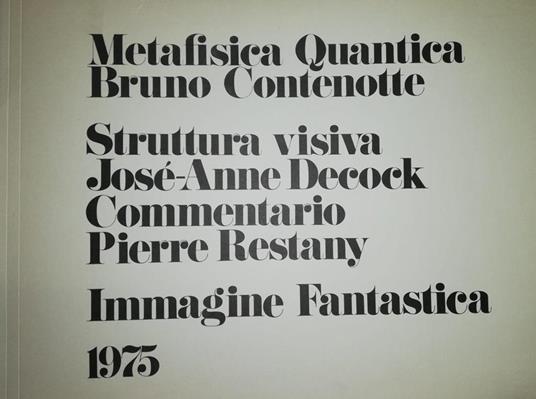 Metafisica Quantica
Bruno Contenotte
Struttura visiva
José-Anne Decock
Commentario
Pierre Restany
Immagine Fantastica
1975